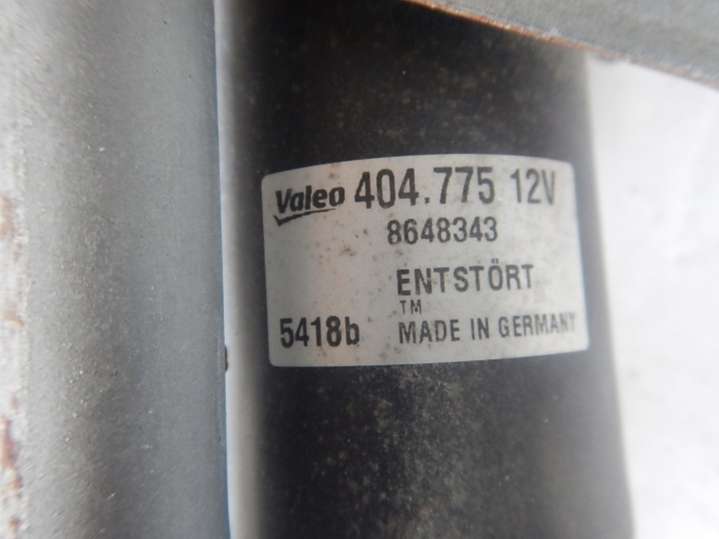 Valeo 404.775 12V
8648343
ENTSTÖRT
TM
5418b MADE IN GERMANY